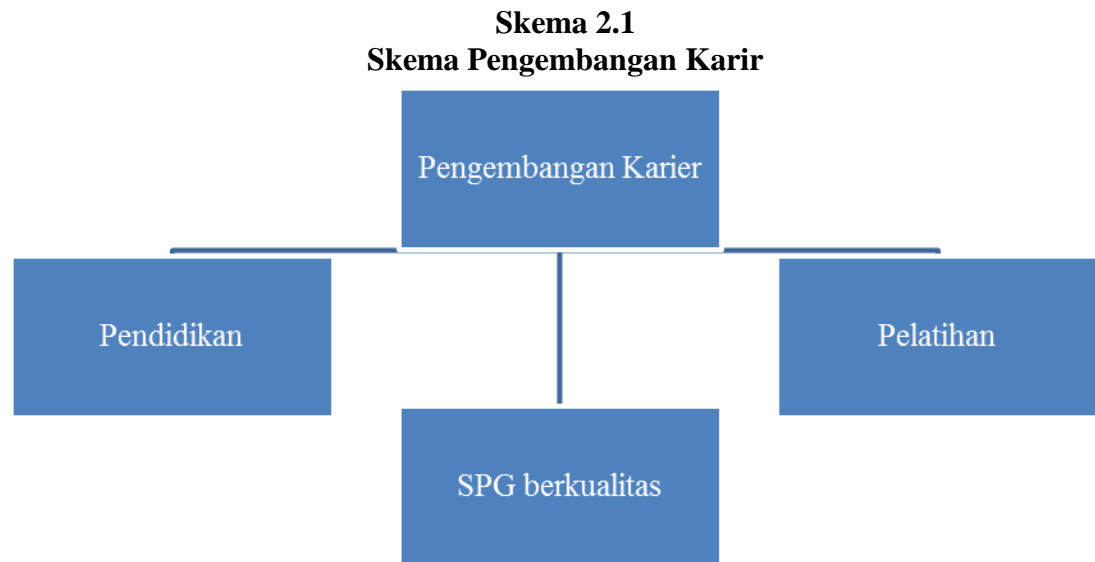 Skema 2.1
Skema Pengembangan Karir
Pengembangan Karier
Pendidikan
Pelatihan
SPG berkualitas